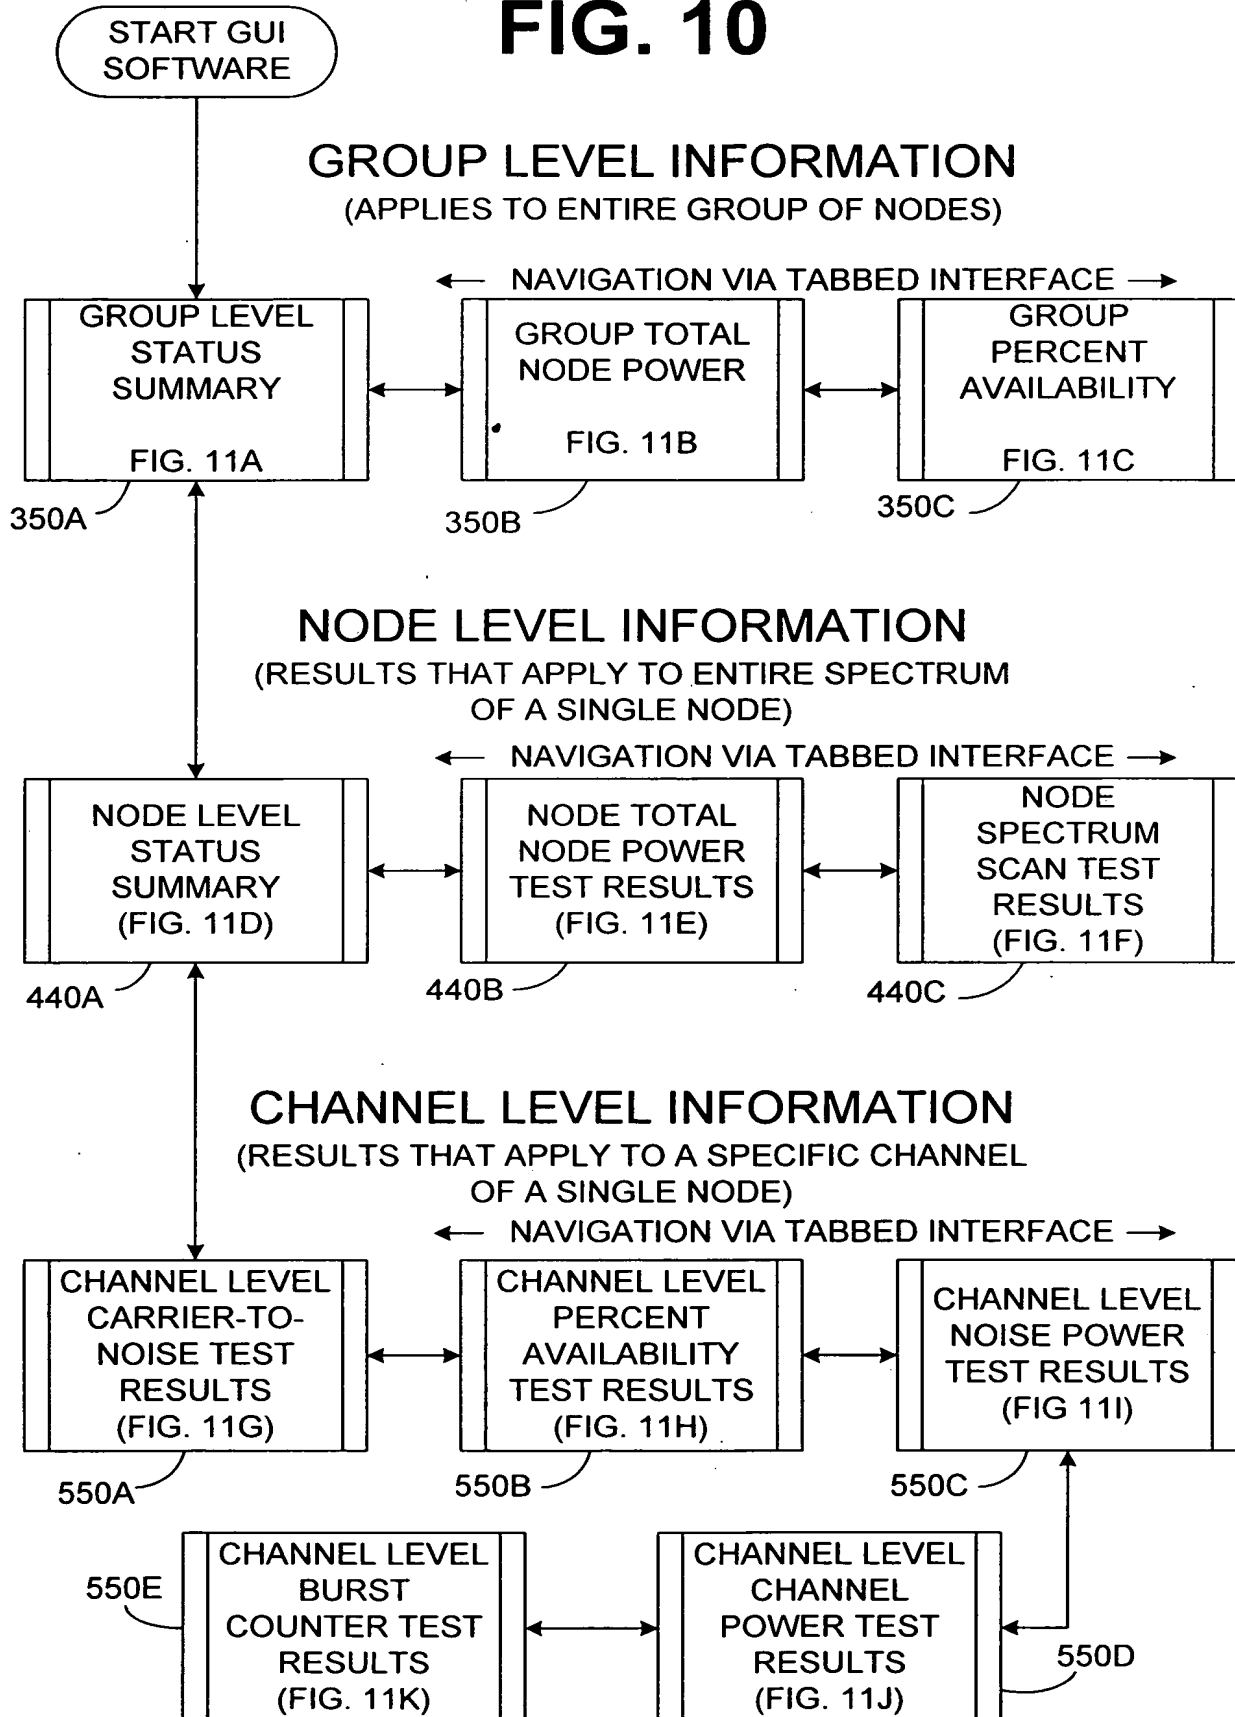 FIG. 10
START GUI
SOFTWARE
GROUP LEVEL INFORMATION
(APPLIES TO ENTIRE GROUP OF NODES)
NAVIGATION VIA TABBED INTERFACE
GROUP LEVEL
STATUS
SUMMARY
FIG. 11A
350A
GROUP TOTAL
NODE POWER
FIG. 11B
350B
GROUP
PERCENT
AVAILABILITY
FIG. 11C
350C
NODE LEVEL INFORMATION
(RESULTS THAT APPLY TO ENTIRE SPECTRUM
OF A SINGLE NODE)
NAVIGATION VIA TABBED INTERFACE
NODE LEVEL
STATUS
SUMMARY
(FIG. 11D)
440A
NODE TOTAL
NODE POWER
TEST RESULTS
(FIG. 11E)
440B
NODE
SPECTRUM
SCAN TEST
RESULTS
(FIG. 11F)
440C
CHANNEL LEVEL INFORMATION
(RESULTS THAT APPLY TO A SPECIFIC CHANNEL
OF A SINGLE NODE)
NAVIGATION VIA TABBED INTERFACE
CHANNEL LEVEL
CARRIER-TO-
NOISE TEST
RESULTS
(FIG. 11G)
550A
CHANNEL LEVEL
PERCENT
AVAILABILITY
TEST RESULTS
(FIG. 11H)
550B
CHANNEL LEVEL
NOISE POWER
TEST RESULTS
(FIG 11I)
550C
550E
CHANNEL LEVEL
BURST
COUNTER TEST
RESULTS
(FIG. 11K)
CHANNEL LEVEL
CHANNEL
POWER TEST
RESULTS
(FIG. 11J)
550D